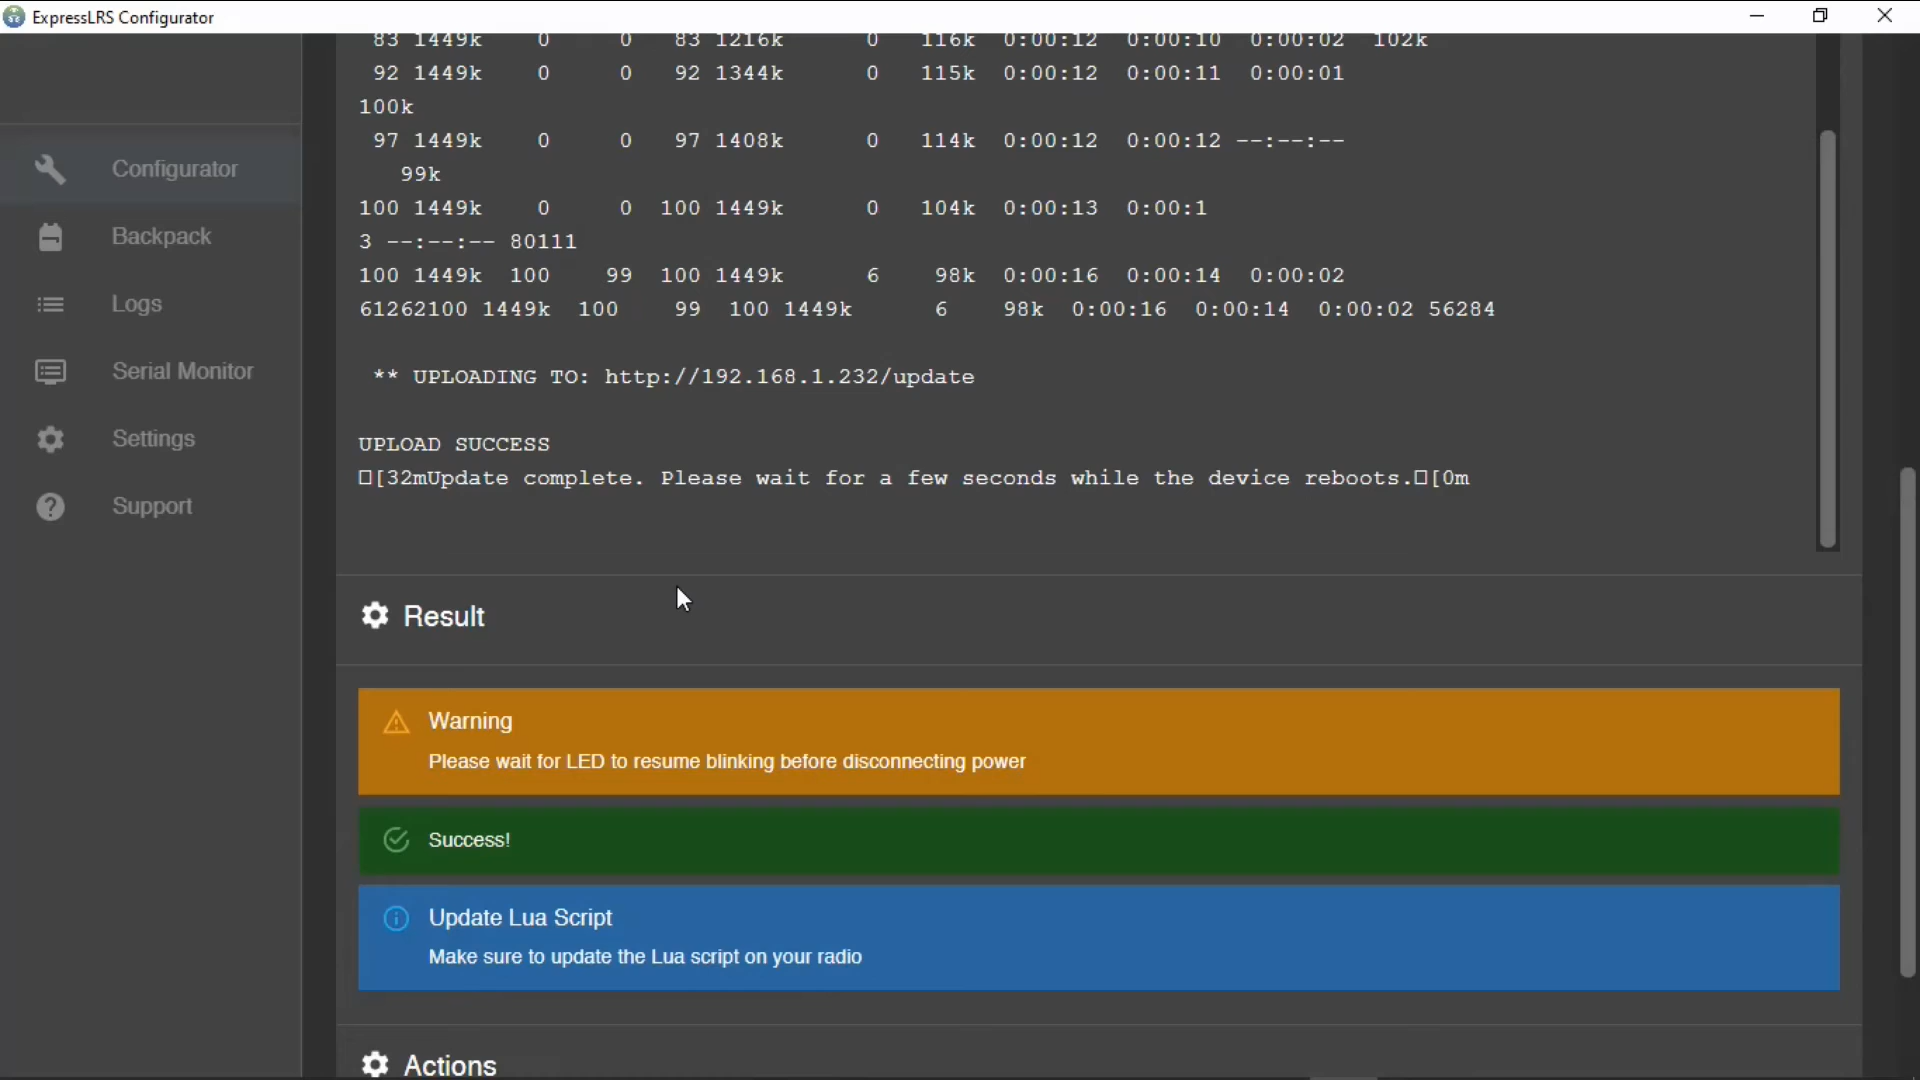 ExpressLRS Configurator
Configurator
Backpack
Logs
Serial Monitor
Settings
Support
83 1449k 0 0 83 1216k 0 116k 0:00:12 0:00:10 0:00:02 102k
92 1449k 0 0 92 1344k 0 115k 0:00:12 0:00:11 0:00:01
100k
97 1449k 0 0 97 1408k 0 114k 0:00:12 0:00:12 --:--:--
99k
100 1449k 0 0 100 1449k 0 104k 0:00:13 0:00:1
3 --:--:-- 80111
100 1449k 100 99 100 1449k 6 98k 0:00:16 0:00:14 0:00:02
61262100 1449k 100 99 100 1449k 6 98k 0:00:16 0:00:14 0:00:02 56284
** UPLOADING TO: http://192.168.1.232/update
UPLOAD SUCCESS
□[32mUpdate complete. Please wait for a few seconds while the device reboots.□[0m
Result
Warning
Please wait for LED to resume blinking before disconnecting power
Success!
Update Lua Script
Make sure to update the Lua script on your radio
Actions